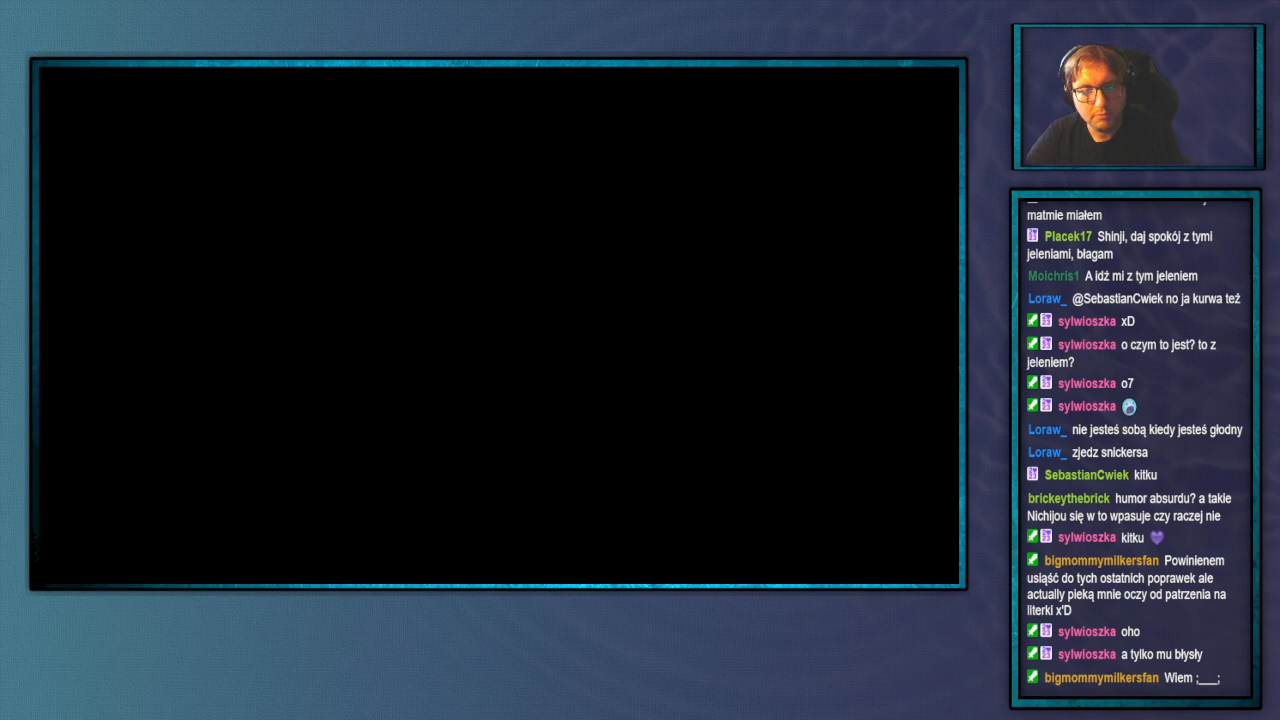 matmie miałem
Placek17 Shinji, daj spokój z tymi
jeleniami, błagam
Moichris1 A idź mi z tym jeleniem
Loraw_ @SebastianCwiek no ja kurwa też
sylwioszka xD
sylwioszka o czym to jest? to z
jeleniem?
sylwioszka o7
sylwioszka
Loraw_ nie jesteś sobą kiedy jesteś głodny
Loraw_ zjedz snickersa
SebastianCwiek kitku
brickeythebrick humor absurdu? a takie
Nichijou się w to wpasuje czy raczej nie
sylwioszka kitku
bigmommymilkersfan Powinienem
usiąść do tych ostatnich poprawek ale
actually pieką mnie oczy od patrzenia na
literki x'D
sylwioszka oho
sylwioszka a tylko mu błysły
bigmommymilkersfan Wiem ;___;